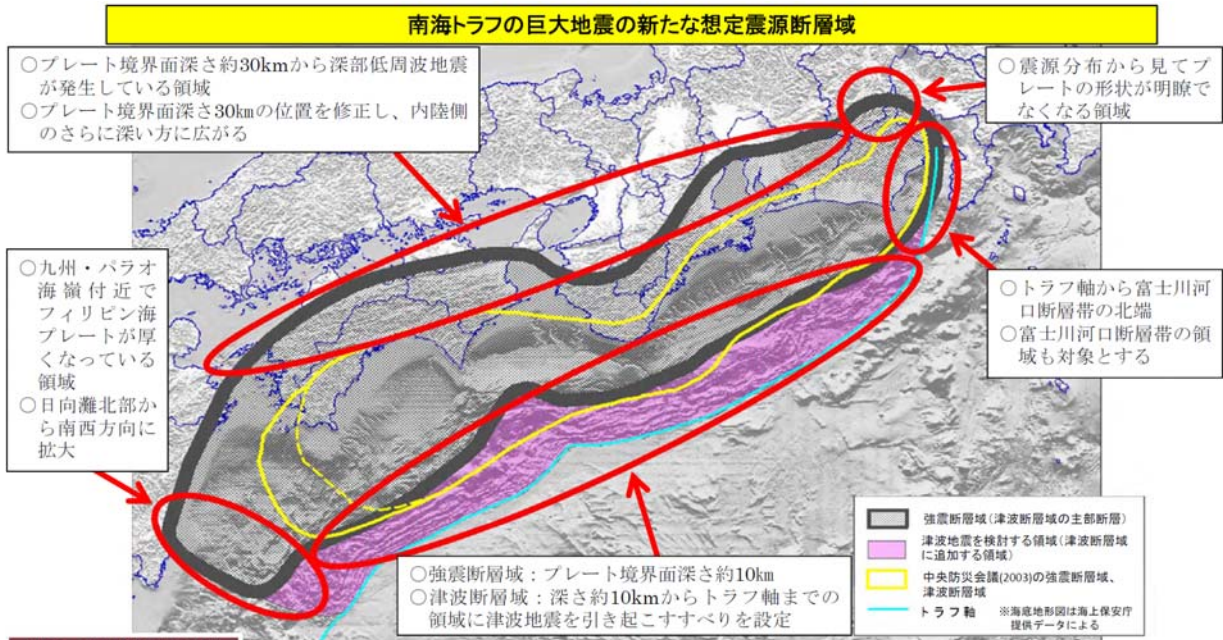 南海トラフの巨大地震の新たな想定震源断層域
○プレート境界面深さ約30kmから深部低周波地震
が発生している領域
○プレート境界面深さ30㎞の位置を修正し、内陸側
のさらに深い方に広がる
○震源分布から見てプ
レートの形状が明瞭で
なくなる領域
○九州・パラオ
海嶺付近で
フィリピン海
プレートが厚
くなっている
領域
○日向灘北部か
ら南西方向に
拡大
○トラフ軸から富士川河
口断層帯の北端
○富士川河口断層帯の領
域も対象とする
○強震断層域：プレート境界面深さ約10km
○津波断層域：深さ約10kmからトラフ軸までの
領域に津波地震を引き起こすすべりを設定
強震断層域(津波断層域の主部断層)
津波地震を検討する領域(津波断層域
に追加する領域)
中央防災会議(2003)の強震断層域、
津波断層域
トラフ軸
※海底地形図は海上保安庁
提供データによる